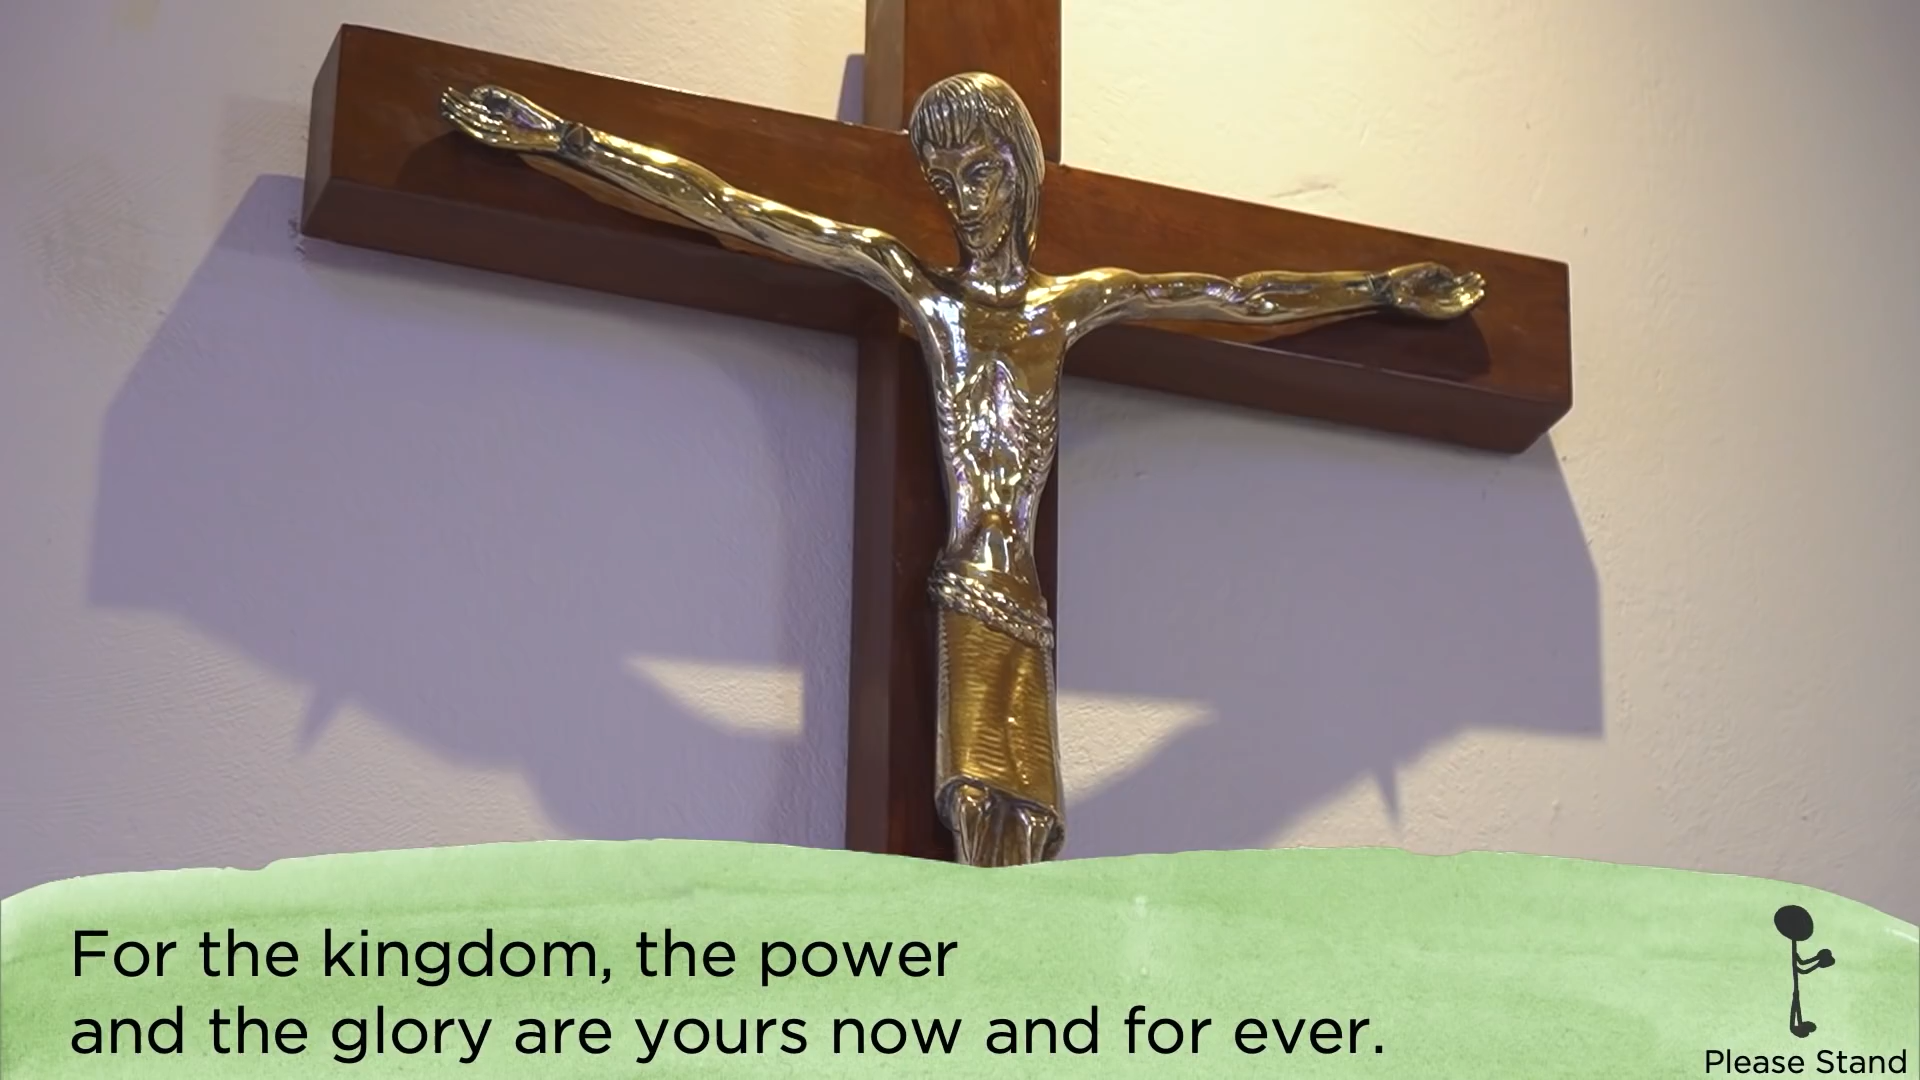 For the kingdom, the power
and the glory are yours now and for ever.
Please Stand